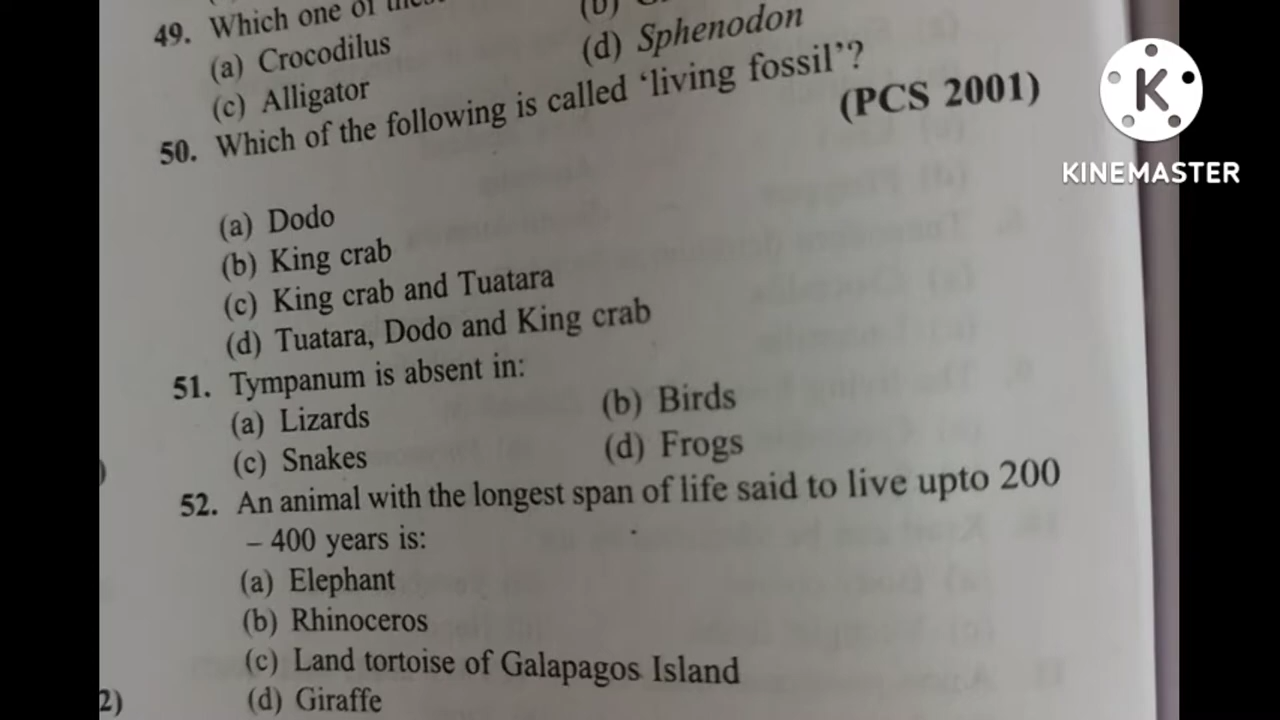 49. Which one of
(b)
(a) Crocodilus
(d) Sphenodon
(c) Alligator
50. Which of the following is called ‘living fossil’?
(PCS 2001)
(a) Dodo
(b) King crab
(c) King crab and Tuatara
(d) Tuatara, Dodo and King crab
51. Tympanum is absent in:
(a) Lizards (b) Birds
(c) Snakes (d) Frogs
52. An animal with the longest span of life said to live upto 200
– 400 years is:
(a) Elephant
(b) Rhinoceros
(c) Land tortoise of Galapagos Island
(d) Giraffe
)
2)
K
KINEMASTER